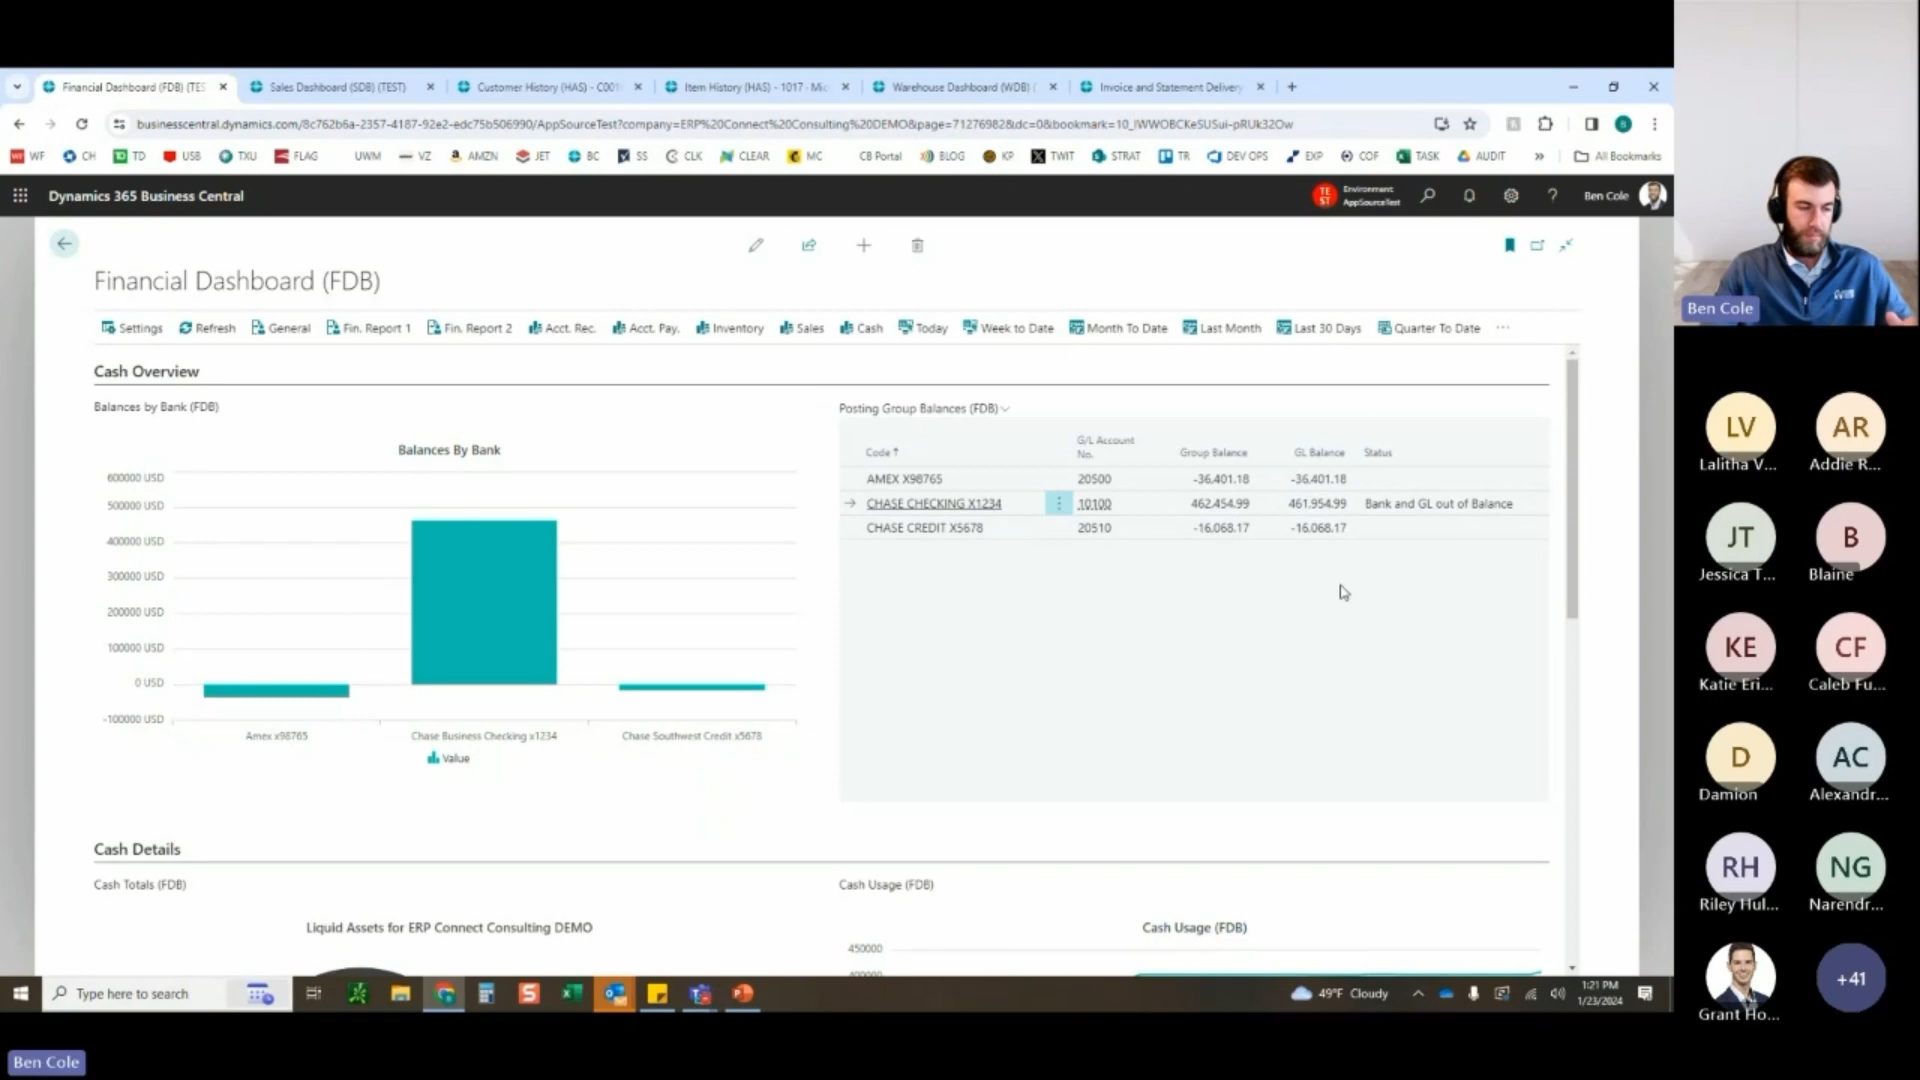 Financial Dashboard (FDB) (TES
Sales Dashboard (SDB) (TEST)
Customer History (HAS) - C001
Item History (HAS) - 1017 - Mic
Warehouse Dashboard (WDB) (
Invoice and Statement Delivery
businesscentral.dynamics.com/8c762b6a-2357-4187-92e2-edc75b506990/AppSourceTest?company=ERP%20Connect%20Consulting%20DEMO&page=71276982&dc=0&bookmark=10_IWWOBCKeSUSui-pRUk32Ow
WF CH TD USB TXU FLAG UWM VZ AMZN JET BC SS CLK CLEAR MC CB Portal BLOG KP TWIT STRAT TR DEV OPS EXP COF TASK AUDIT » All Bookmarks
Dynamics 365 Business Central
TE
ST
Environment:
AppSourceTest
Ben Cole
Financial Dashboard (FDB)
Settings Refresh General Fin. Report 1 Fin. Report 2 Acct. Rec. Acct. Pay. Inventory Sales Cash Today Week to Date Month To Date Last Month Last 30 Days Quarter To Date ...
Cash Overview
Balances by Bank (FDB)
Balances By Bank
600000 USD
500000 USD
400000 USD
300000 USD
200000 USD
100000 USD
0 USD
-100000 USD
Amex x98765 Chase Business Checking x1234 Chase Southwest Credit x5678
Value
Posting Group Balances (FDB)
Code ↑ G/L Account No. Group Balance GL Balance Status
AMEX X98765 20500 -36,401.18 -36,401.18
CHASE CHECKING X1234 10100 462,454.99 461,954.99 Bank and GL out of Balance
CHASE CREDIT X5678 20510 -16,068.17 -16,068.17
Cash Details
Cash Totals (FDB)
Liquid Assets for ERP Connect Consulting DEMO
Cash Usage (FDB)
Cash Usage (FDB)
450000
Type here to search
49°F Cloudy
1:21 PM
1/23/2024
Ben Cole
LV
Lalitha V...
AR
Addie R...
JT
Jessica T...
B
Blaine
KE
Katie Eri...
CF
Caleb Fu...
D
Damion
AC
Alexandr...
RH
Riley Hul...
NG
Narendr...
Grant Ho...
+41
Ben Cole